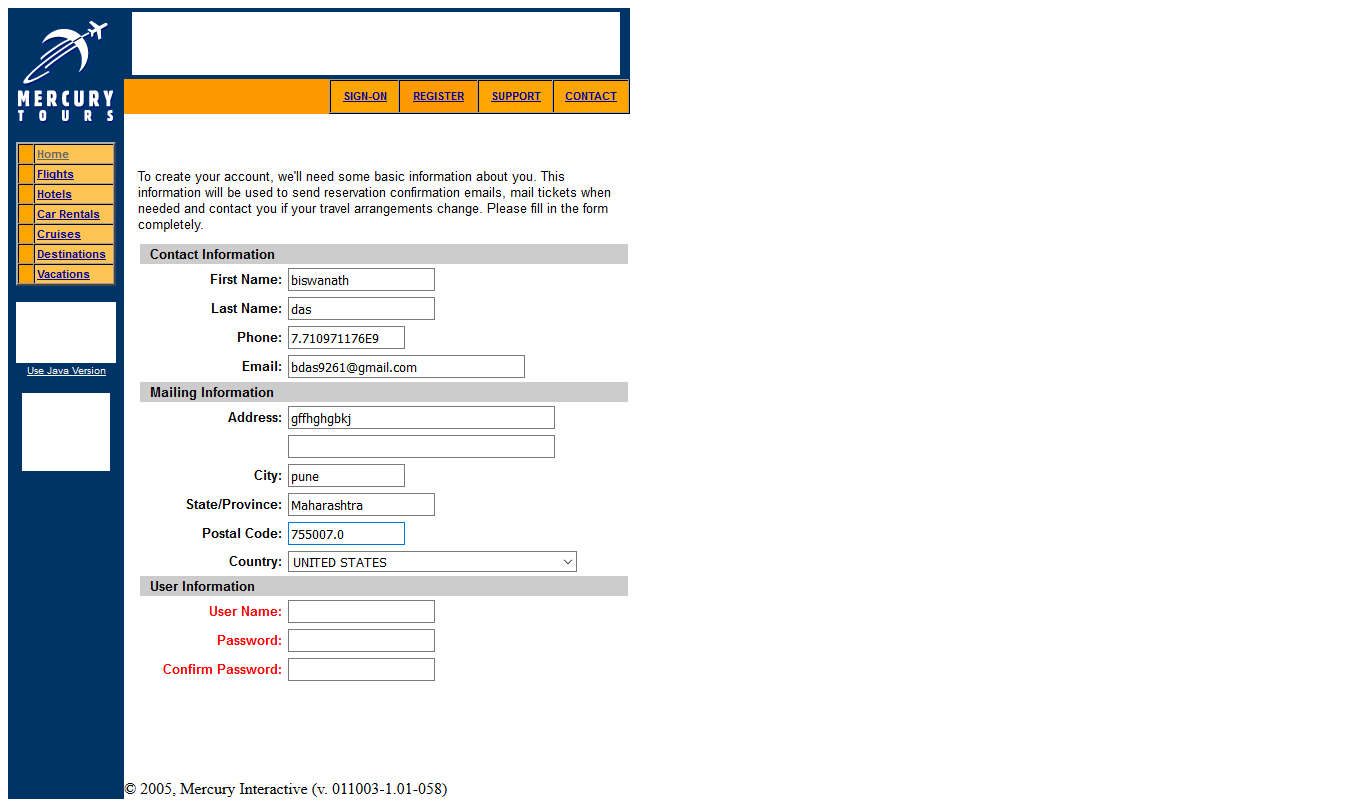 MERCURY
TOURS
SIGN-ON REGISTER SUPPORT CONTACT
Home
Flights
Hotels
Car Rentals
Cruises
Destinations
Vacations
Use Java Version
To create your account, we'll need some basic information about you. This
information will be used to send reservation confirmation emails, mail tickets when
needed and contact you if your travel arrangements change. Please fill in the form
completely.
Contact Information
First Name: biswanath
Last Name: das
Phone: 7.710971176E9
Email: bdas9261@gmail.com
Mailing Information
Address: gffhghgbkj
City: pune
State/Province: Maharashtra
Postal Code: 755007.0
Country: UNITED STATES
User Information
User Name:
Password:
Confirm Password:
© 2005, Mercury Interactive (v. 011003-1.01-058)